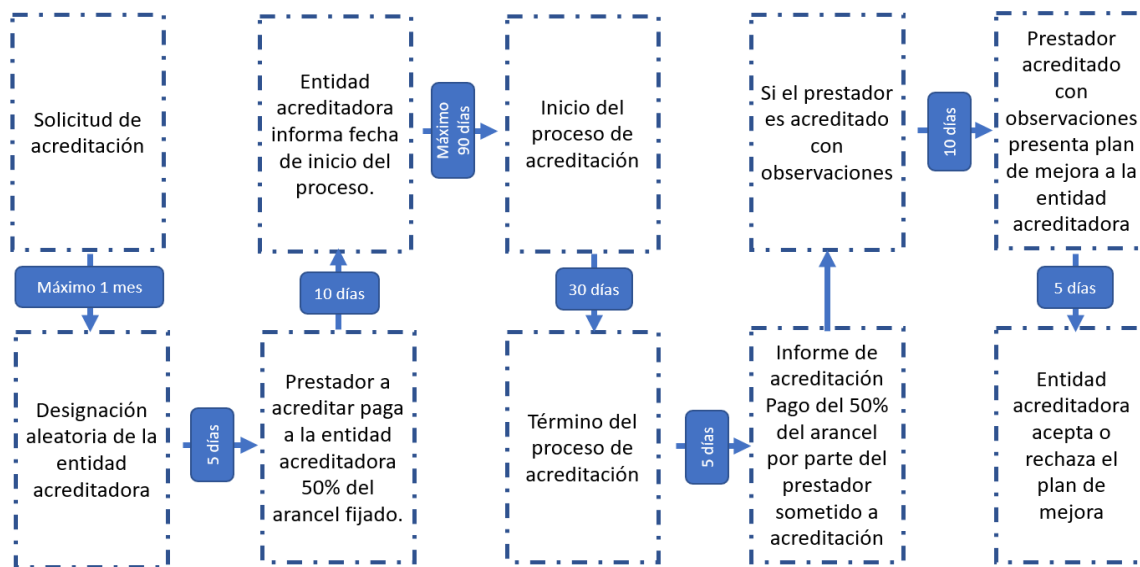 Solicitud de
acreditación
Máximo 1 mes
Designación
aleatoria de la
entidad
acreditadora
5 días
Prestador a
acreditar paga
a la entidad
acreditadora
50% del
arancel fijado.
10 días
Entidad
acreditadora
informa fecha
de inicio del
proceso.
Máximo
90 días
Inicio del
proceso de
acreditación
30 días
Término del
proceso de
acreditación
5 días
Informe de
acreditación
Pago del 50%
del arancel
por parte del
prestador
sometido a
acreditación
Si el prestador
es acreditado
con
observaciones
10 días
Prestador
acreditado
con
observaciones
presenta plan
de mejora a la
entidad
acreditadora
5 días
Entidad
acreditadora
acepta o
rechaza el
plan de
mejora